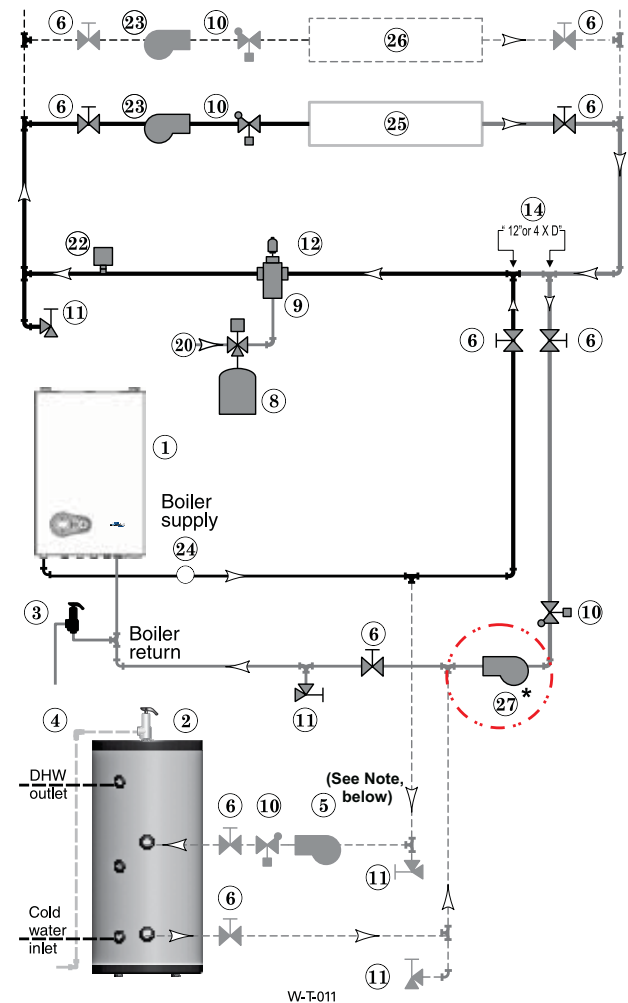 6 23 10 6
26
6 23 10 6
25
14
" 12"or 4 X D"
22 12
11 9
20 6 6
8
1
Boiler
supply
24
3 10
Boiler
return
6
11 27 *
4 2
(See Note,
below)
DHW
outlet
6 10 5
11
6
Cold
water
inlet
11
W-T-011